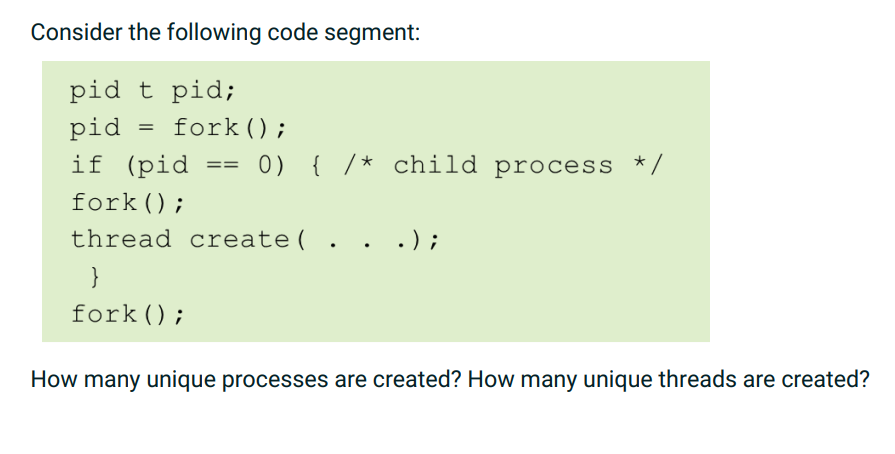 Consider the following code segment:
pid t pid;
pid = fork();
if (pid == 0) { /* child process */
fork();
thread create( . . .);
}
fork();
How many unique processes are created? How many unique threads are created?